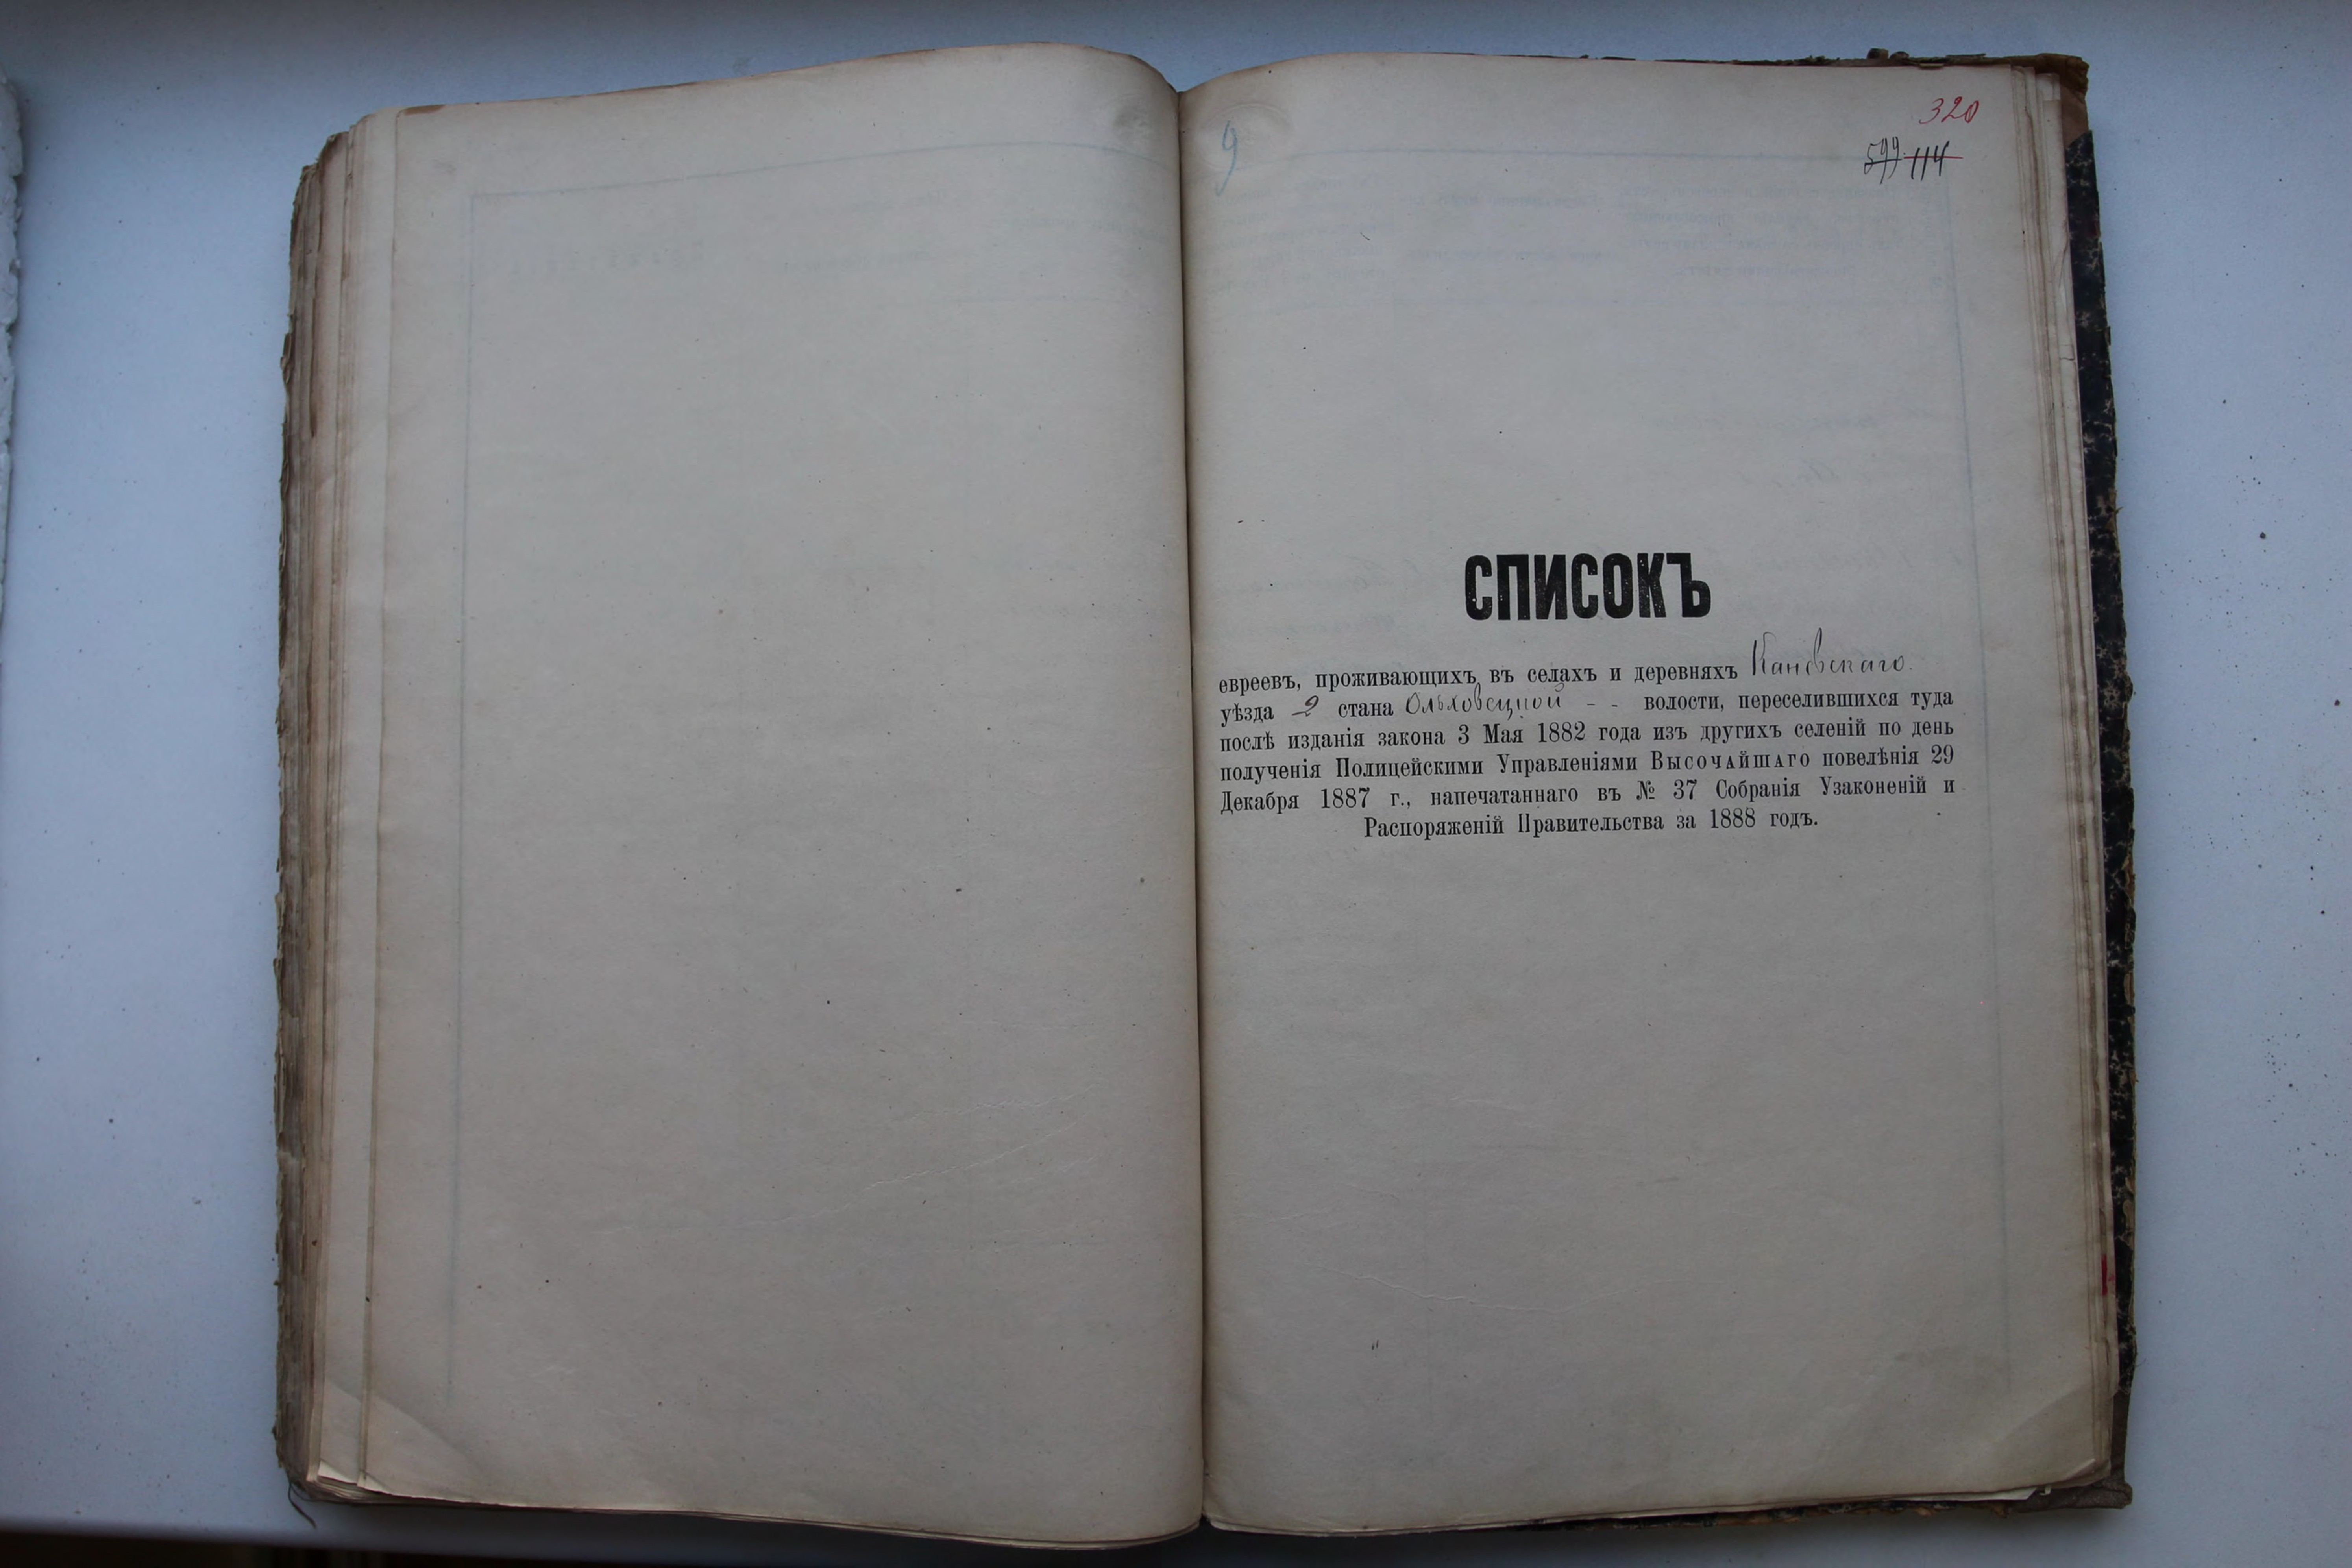 9
320
599 114
СПИСОКЪ
евреевъ, проживающихъ въ селахъ и деревняхъ Каневскаго
уѣзда 2 стана Ольховецкой - - волости, переселившихся туда
послѣ изданія закона 3 Мая 1882 года изъ другихъ селеній по день
полученія Полицейскими Управленіями Высочайшаго повелѣнія 29
Декабря 1887 г., напечатаннаго въ № 37 Собранія Узаконеній и
Распоряженій Правительства за 1888 годъ.